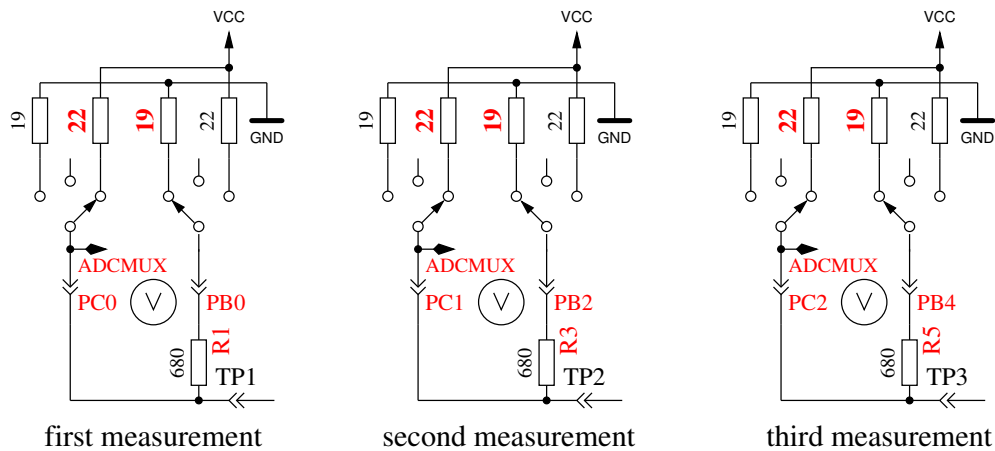 VCC
19
22
19
22
GND
ADCMUX
PC0
V
PB0
R1
680
TP1
first measurement
VCC
19
22
19
22
GND
ADCMUX
PC1
V
PB2
R3
680
TP2
second measurement
VCC
19
22
19
22
GND
ADCMUX
PC2
V
PB4
R5
680
TP3
third measurement